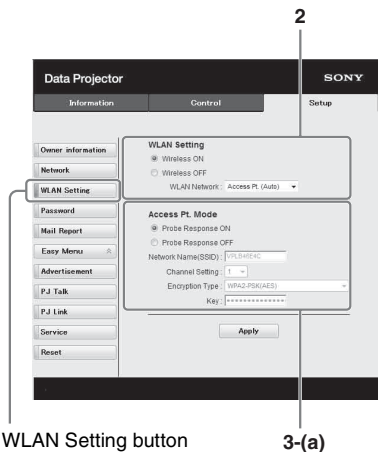 2
Data Projector
SONY
Information
Control
Setup
Owner information
Network
WLAN Setting
Password
Mail Report
Easy Menu
Advertisement
PJ Talk
PJ Link
Service
Reset
WLAN Setting
Wireless ON
Wireless OFF
WLAN Network : Access Pt. (Auto)
Access Pt. Mode
Probe Response ON
Probe Response OFF
Network Name(SSID) :
Channel Setting : 1
Encryption Type : WPA2-PSK(AES)
Key : **************
Apply
WLAN Setting button
3-(a)